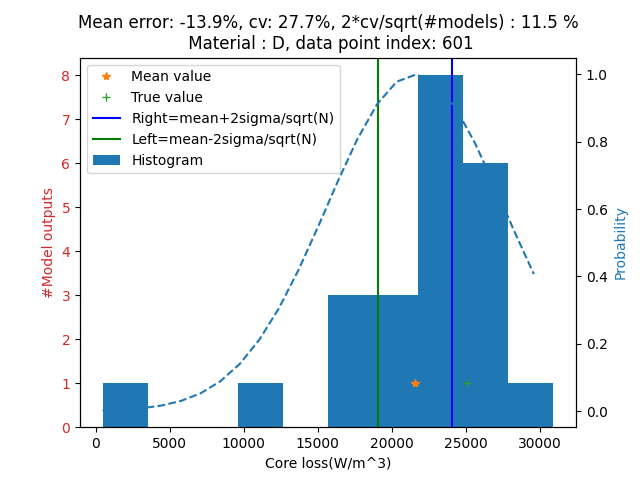 Mean error: -13.9%, cv: 27.7%, 2*cv/sqrt(#models) : 11.5 %
Material : D, data point index: 601
Mean value
True value
Right=mean+2sigma/sqrt(N)
Left=mean-2sigma/sqrt(N)
Histogram
#Model outputs
8
7
6
5
4
3
2
1
0
1.0
0.8
0.6
0.4
0.2
0.0
Probability
0
5000
10000
15000
20000
25000
30000
Core loss(W/m^3)